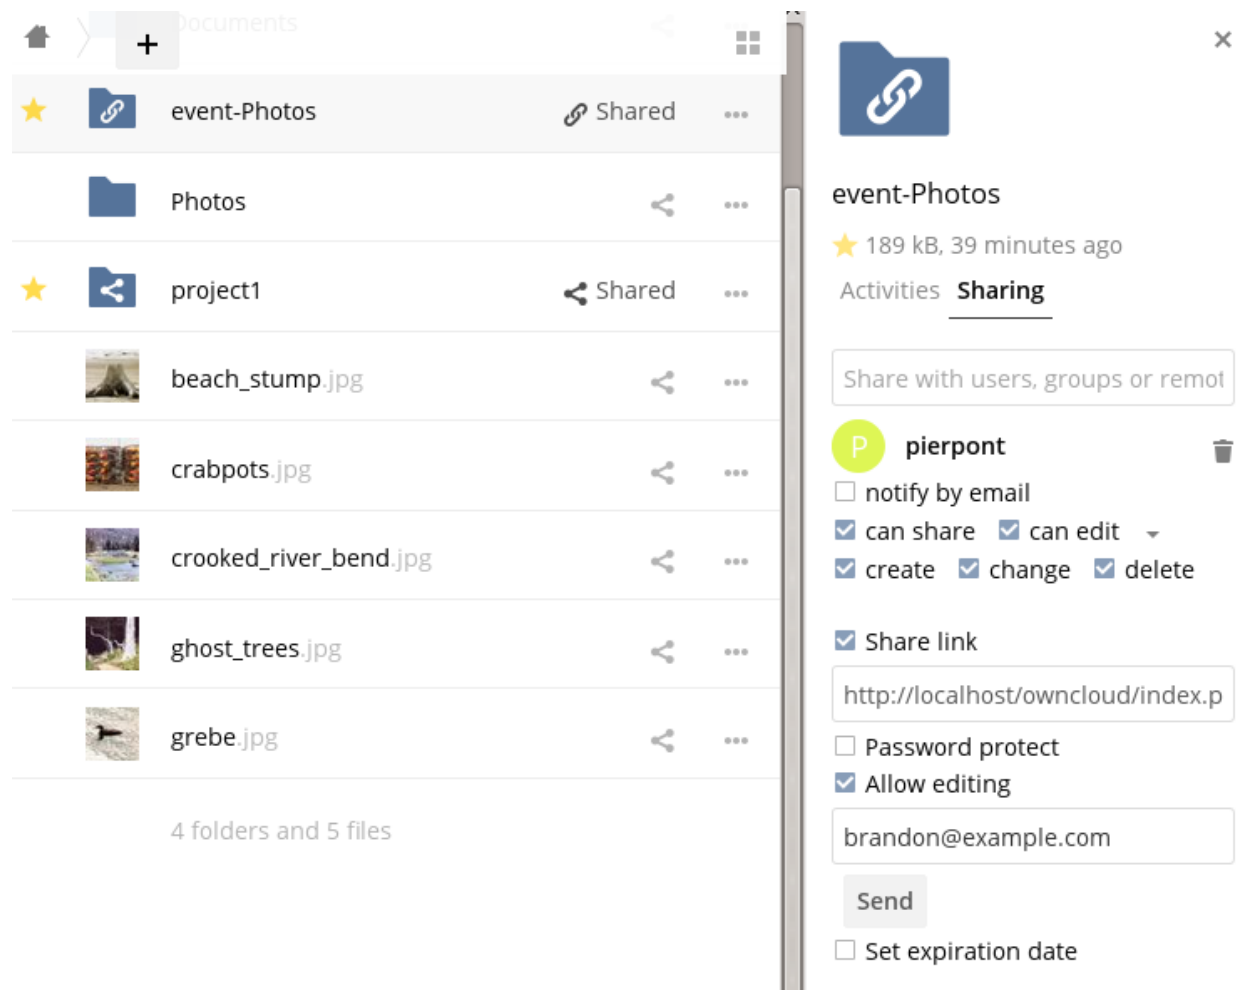 Documents
+
event-Photos
Shared
Photos
project1
Shared
beach_stump.jpg
crabpots.jpg
crooked_river_bend.jpg
ghost_trees.jpg
grebe.jpg
4 folders and 5 files
event-Photos
189 kB, 39 minutes ago
Activities Sharing
Share with users, groups or remot
P pierpont
notify by email
can share can edit
create change delete
Share link
http://localhost/owncloud/index.p
Password protect
Allow editing
brandon@example.com
Send
Set expiration date